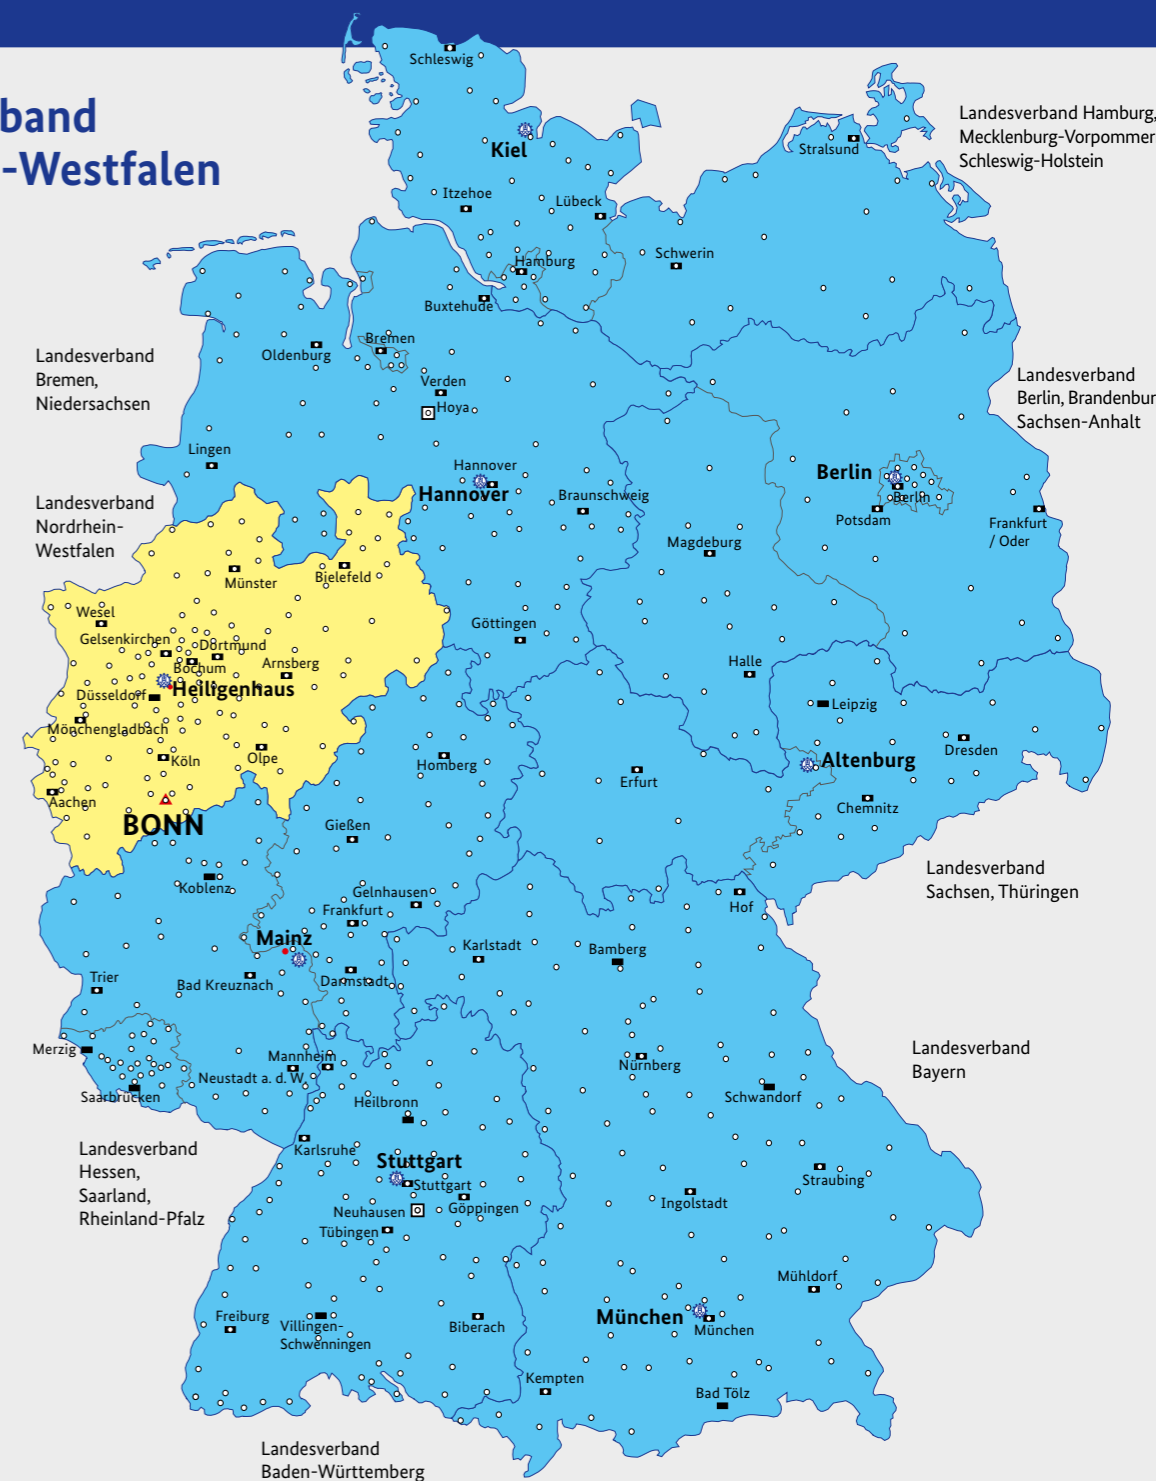 band
-Westfalen
Schleswig
Kiel
Stralsund
Landesverband Hamburg,
Mecklenburg-Vorpommer
Schleswig-Holstein
Itzehoe
Lübeck
Hamburg
Schwerin
Buxtehude
Landesverband
Bremen,
Niedersachsen
Oldenburg
Bremen
Verden
Hoya
Landesverband
Berlin, Brandenbur
Sachsen-Anhalt
Lingen
Hannover
Hannover
Braunschweig
Berlin
Berlin
Potsdam
Frankfurt
/ Oder
Landesverband
Nordrhein-
Westfalen
Magdeburg
Münster
Bielefeld
Wesel
Gelsenkirchen
Dortmund
Bochum
Arnsberg
Göttingen
Halle
Düsseldorf
Heiligenhaus
Leipzig
Mönchengladbach
Köln
Olpe
Homberg
Erfurt
Altenburg
Dresden
Aachen
BONN
Chemnitz
Gießen
Landesverband
Sachsen, Thüringen
Koblenz
Gelnhausen
Frankfurt
Hof
Mainz
Karlstadt
Bamberg
Trier
Bad Kreuznach
Darmstadt
Merzig
Mannheim
Neustadt a. d. W.
Saarbrücken
Nürnberg
Schwandorf
Landesverband
Bayern
Heilbronn
Landesverband
Hessen,
Saarland,
Rheinland-Pfalz
Karlsruhe
Stuttgart
Stuttgart
Neuhausen
Göppingen
Tübingen
Straubing
Ingolstadt
Mühldorf
Freiburg
Villingen-
Schwenningen
Biberach
München
München
Kempten
Bad Tölz
Landesverband
Baden-Württemberg